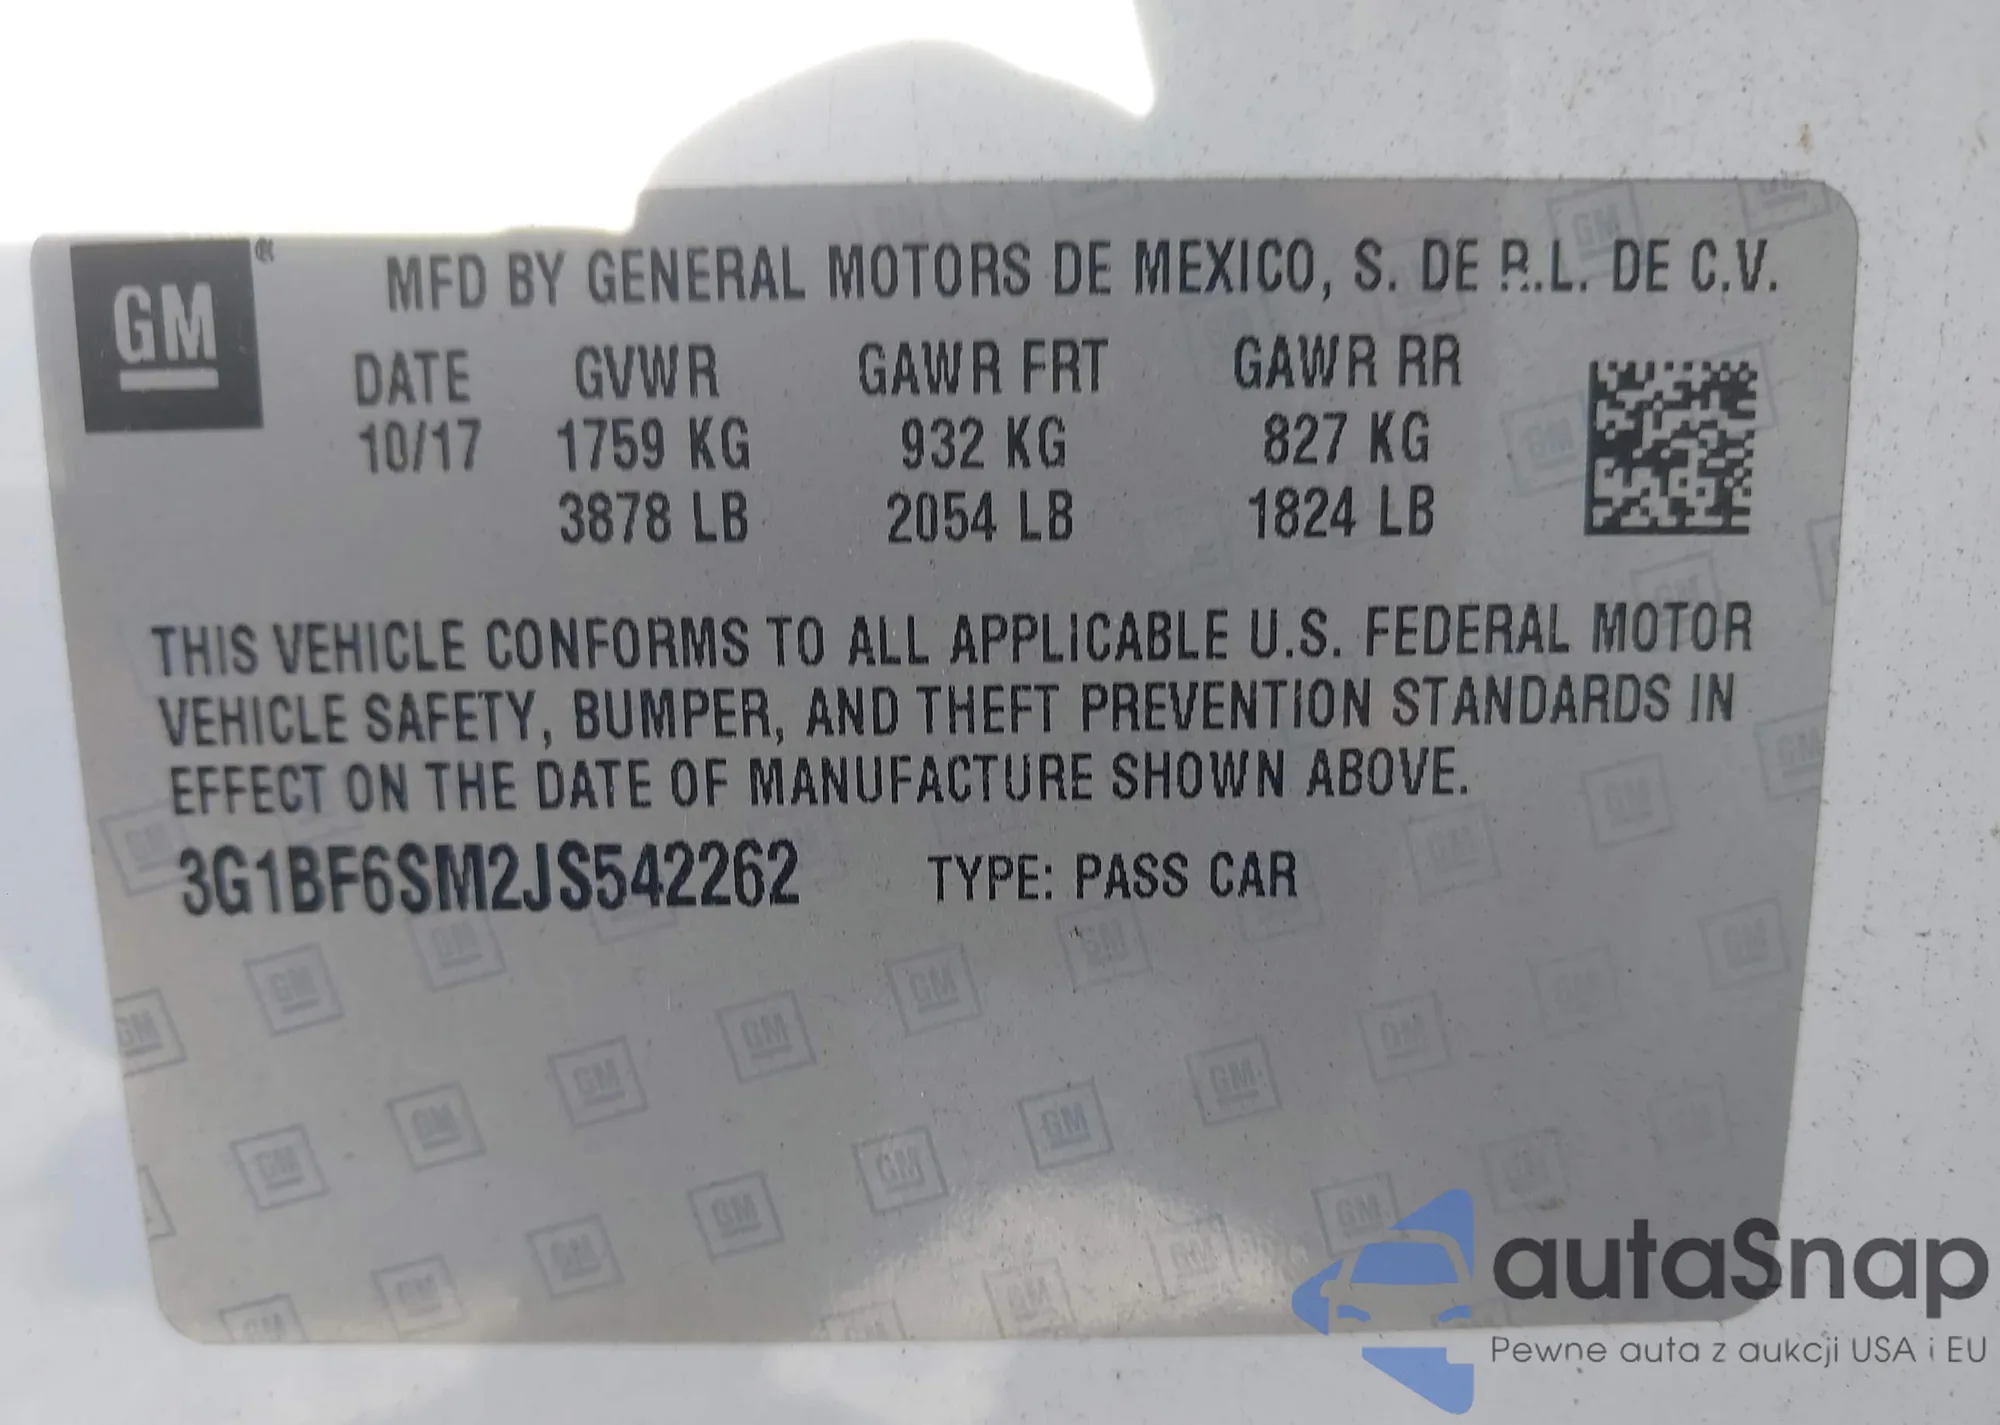 GM ®
MFD BY GENERAL MOTORS DE MEXICO, S. DE R.L. DE C.V.
DATE GVWR GAWR FRT GAWR RR
10/17 1759 KG 932 KG 827 KG
3878 LB 2054 LB 1824 LB
THIS VEHICLE CONFORMS TO ALL APPLICABLE U.S. FEDERAL MOTOR
VEHICLE SAFETY, BUMPER, AND THEFT PREVENTION STANDARDS IN
EFFECT ON THE DATE OF MANUFACTURE SHOWN ABOVE.
3G1BF6SM2JS542262 TYPE: PASS CAR
autaSnap
Pewne auta z aukcji USA i EU